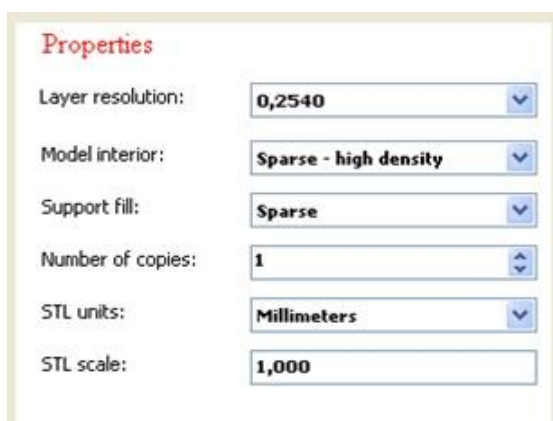 Properties
Layer resolution: 0,2540
Model interior: Sparse - high density
Support fill: Sparse
Number of copies: 1
STL units: Millimeters
STL scale: 1,000